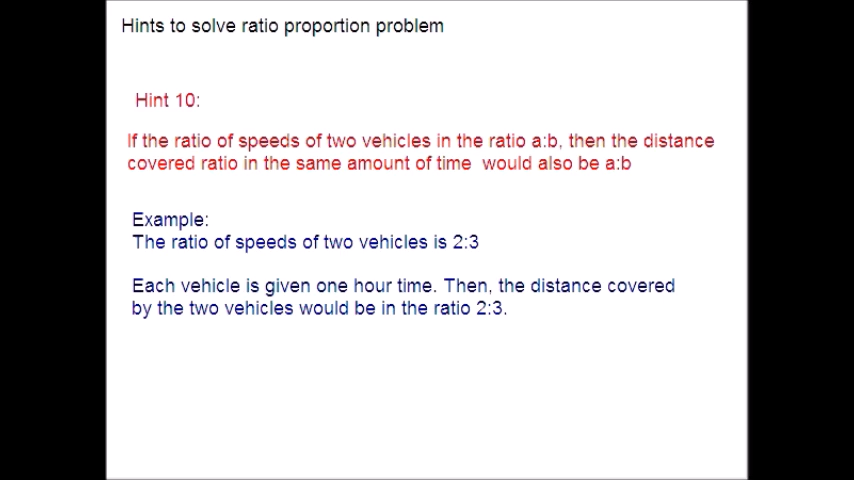 Hints to solve ratio proportion problem
Hint 10:
If the ratio of speeds of two vehicles in the ratio a:b, then the distance
covered ratio in the same amount of time would also be a:b
Example:
The ratio of speeds of two vehicles is 2:3
Each vehicle is given one hour time. Then, the distance covered
by the two vehicles would be in the ratio 2:3.